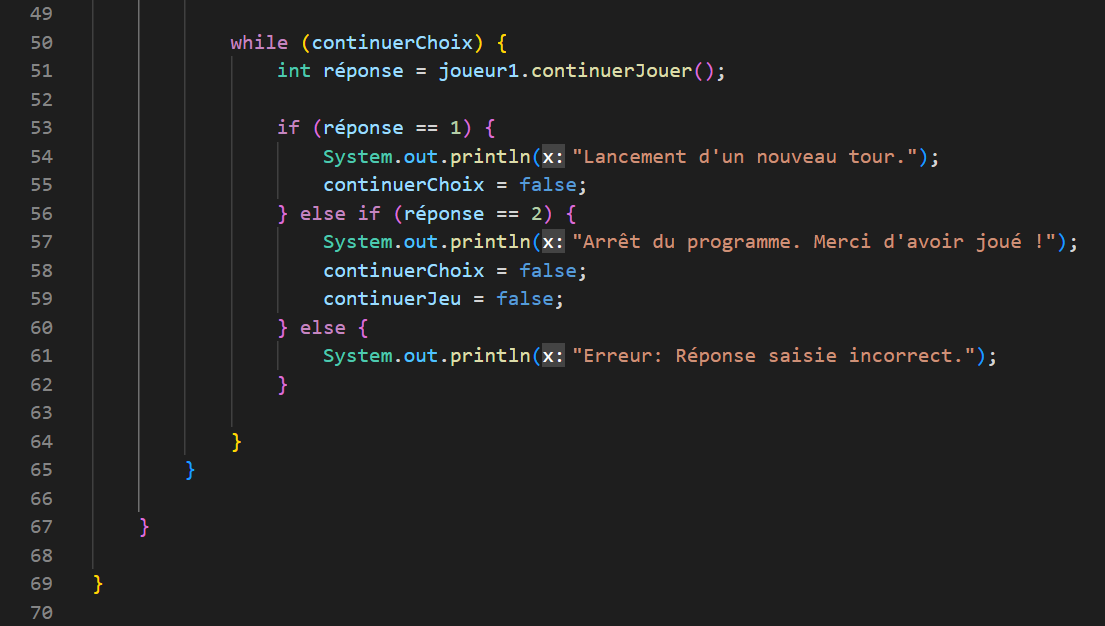 49
50 while (continuerChoix) {
51 int réponse = joueur1.continuerJouer();
52
53 if (réponse == 1) {
54 System.out.println(x: "Lancement d'un nouveau tour.");
55 continuerChoix = false;
56 } else if (réponse == 2) {
57 System.out.println(x: "Arrêt du programme. Merci d'avoir joué !");
58 continuerChoix = false;
59 continuerJeu = false;
60 } else {
61 System.out.println(x: "Erreur: Réponse saisie incorrect.");
62 }
63
64 }
65 }
66
67 }
68
69 }
70